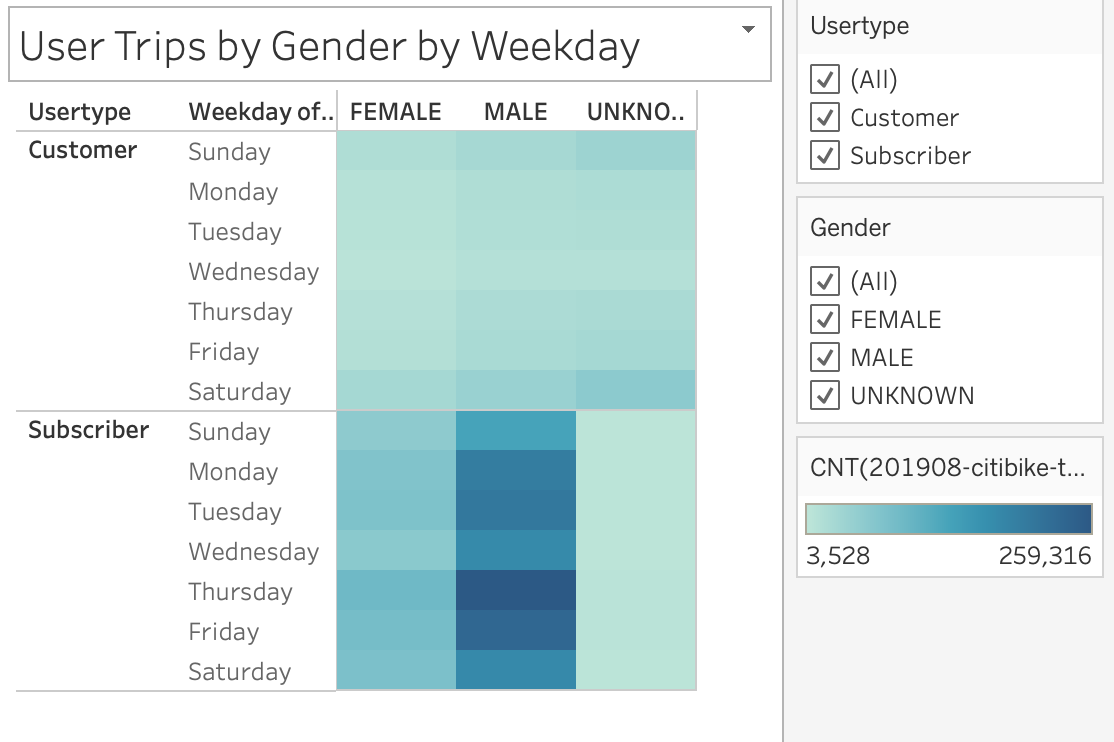 User Trips by Gender by Weekday
Usertype Weekday of.. FEMALE MALE UNKNO..
Customer Sunday
Monday
Tuesday
Wednesday
Thursday
Friday
Saturday
Subscriber Sunday
Monday
Tuesday
Wednesday
Thursday
Friday
Saturday
Usertype
(All)
Customer
Subscriber
Gender
(All)
FEMALE
MALE
UNKNOWN
CNT(201908-citibike-t...
3,528 259,316